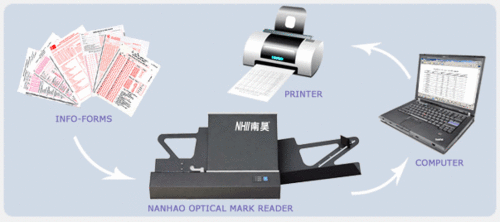 PRINTER
INFO-FORMS
NHII南昊
COMPUTER
NANHAO OPTICAL MARK READER